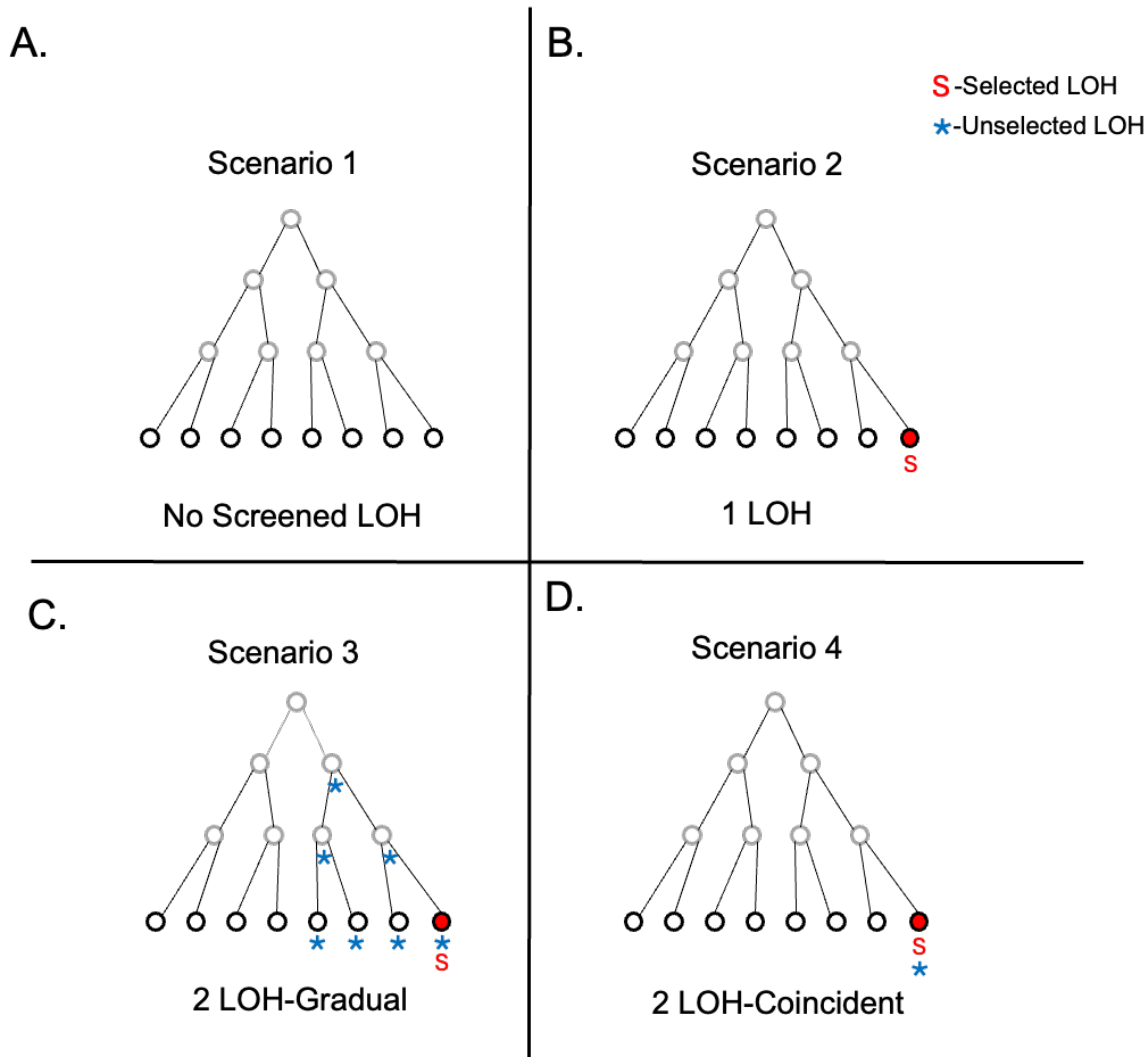 A.
B.
S-Selected LOH
*-Unselected LOH
Scenario 1
Scenario 2
S
No Screened LOH
1 LOH
C.
D.
Scenario 3
Scenario 4
*
* *
* * * *
S
S
*
2 LOH-Gradual
2 LOH-Coincident